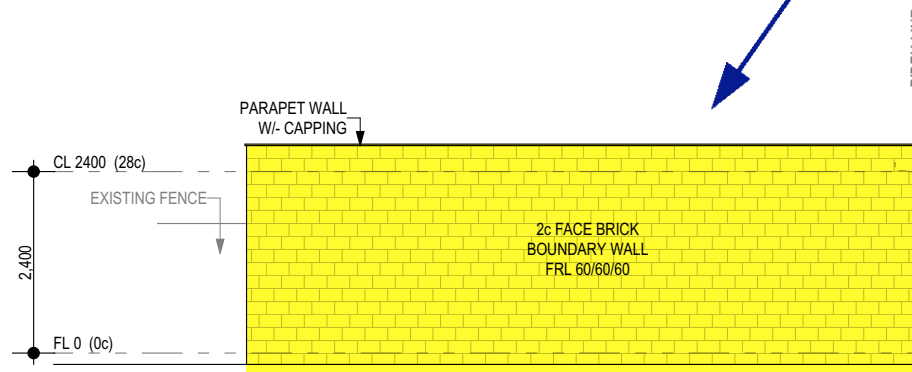 PARAPET WALL
W/- CAPPING
CL 2400 (28c)
EXISTING FENCE
2c FACE BRICK
BOUNDARY WALL
FRL 60/60/60
2,400
FL 0 (0c)